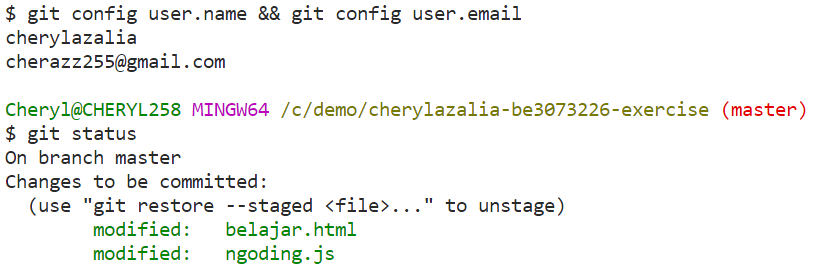 $ git config user.name && git config user.email
cherylazalia
cherazz255@gmail.com
Cheryl@CHERYL258 MINGW64 /c/demo/cherylazalia-be3073226-exercise (master)
$ git status
On branch master
Changes to be committed:
  (use "git restore --staged <file>..." to unstage)
        modified:   belajar.html
        modified:   ngoding.js